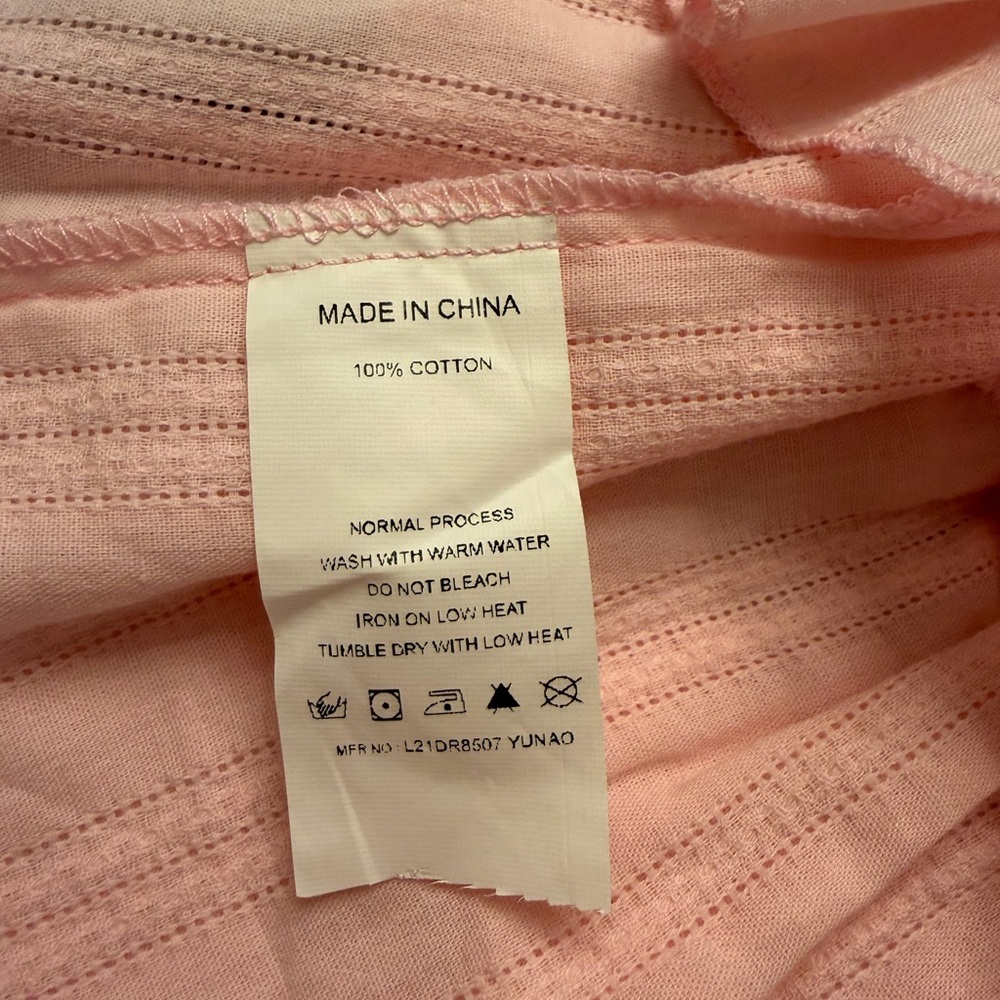 MADE IN CHINA
100% COTTON
NORMAL PROCESS
WASH WITH WARM WATER
DO NOT BLEACH
IRON ON LOW HEAT
TUMBLE DRY WITH LOW HEAT
MFR NO : L21DR8507 YUNAO